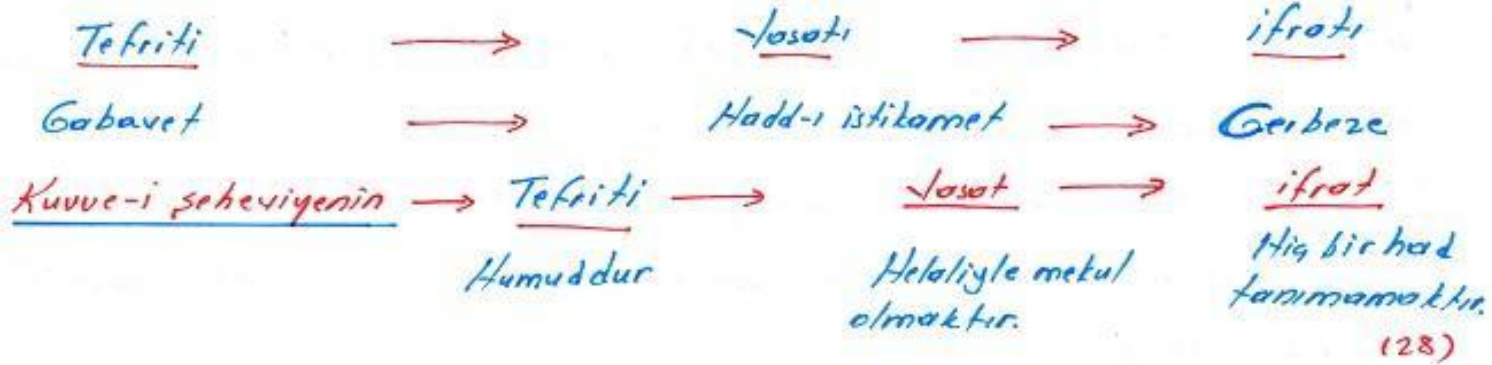 Tefriti → Vasatı → ifratı
Gabavet → Hadd-ı istikamet → Cerbeze
Kuvve-i şeheviyenin → Tefriti → Vasat → ifrat
Humuddur Helaliyle mekul olmaktır. Hiç bir had tanımamaktır.
(28)